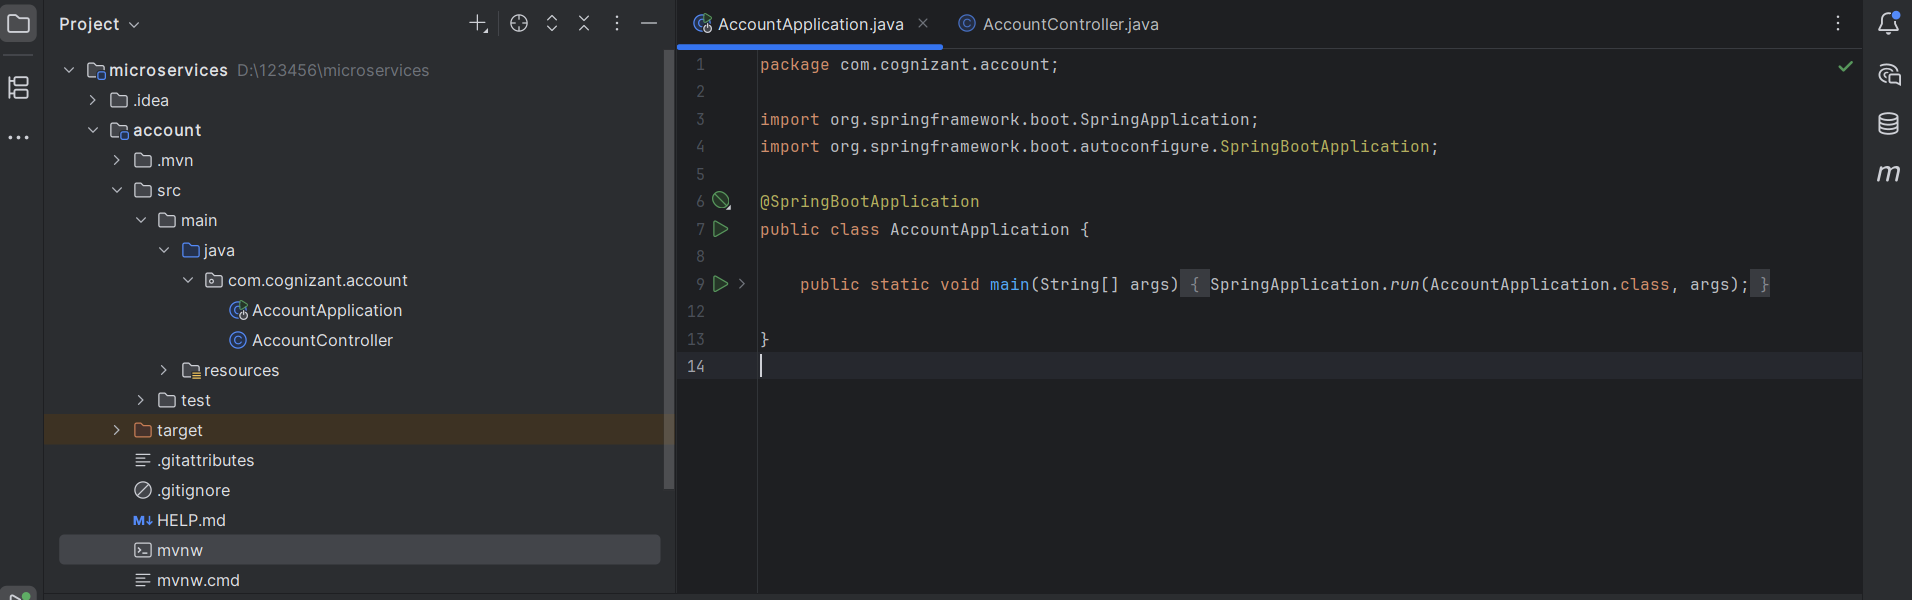 Project
microservices D:\123456\microservices
.idea
account
.mvn
src
main
java
com.cognizant.account
AccountApplication
AccountController
resources
test
target
.gitattributes
.gitignore
M↓ HELP.md
mvnw
mvnw.cmd
AccountApplication.java AccountController.java
1 package com.cognizant.account;
2
3 import org.springframework.boot.SpringApplication;
4 import org.springframework.boot.autoconfigure.SpringBootApplication;
5
6 @SpringBootApplication
7 public class AccountApplication {
8
9 public static void main(String[] args) { SpringApplication.run(AccountApplication.class, args); }
12
13 }
14
m